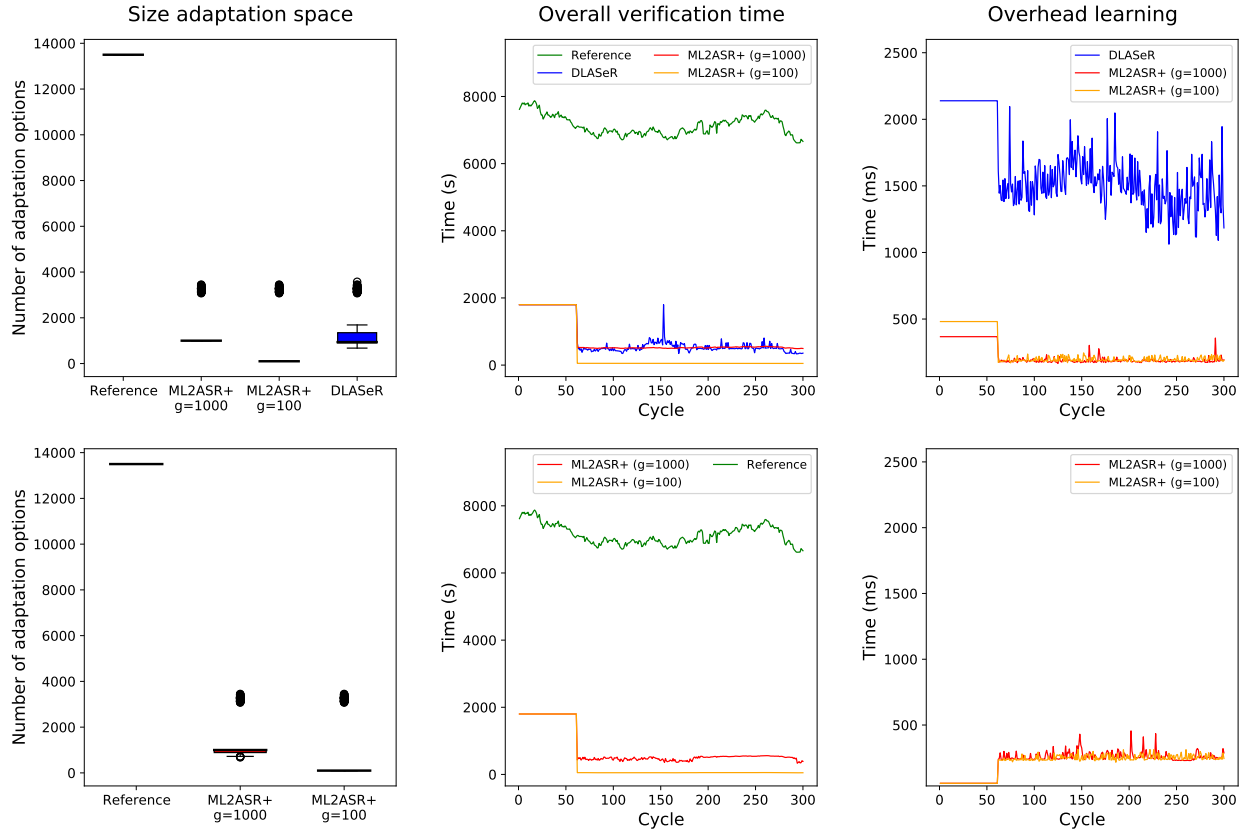 Size adaptation space
Number of adaptation options
14000
12000
10000
8000
6000
4000
2000
0
Reference
ML2ASR+
g=1000
ML2ASR+
g=100
DLASeR
Overall verification time
Time (s)
8000
6000
4000
2000
0
Reference
DLASeR
ML2ASR+ (g=1000)
ML2ASR+ (g=100)
0
50
100
150
200
250
300
Cycle
Overhead learning
Time (ms)
2500
2000
1500
1000
500
DLASeR
ML2ASR+ (g=1000)
ML2ASR+ (g=100)
0
50
100
150
200
250
300
Cycle
Number of adaptation options
14000
12000
10000
8000
6000
4000
2000
0
Reference
ML2ASR+
g=1000
ML2ASR+
g=100
Time (s)
8000
6000
4000
2000
0
ML2ASR+ (g=1000)
ML2ASR+ (g=100)
Reference
0
50
100
150
200
250
300
Cycle
Time (ms)
2500
2000
1500
1000
500
ML2ASR+ (g=1000)
ML2ASR+ (g=100)
0
50
100
150
200
250
300
Cycle